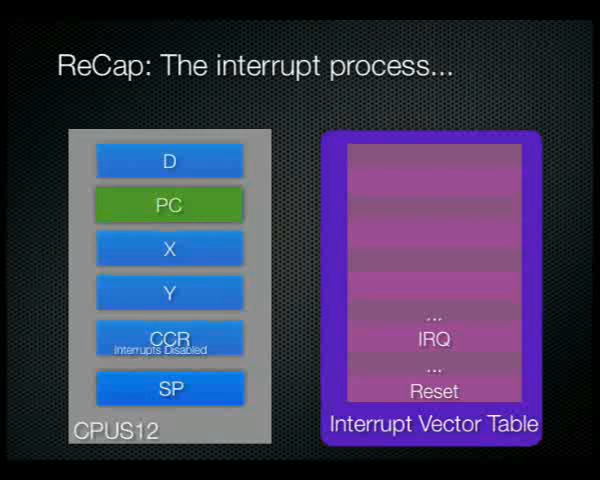 ReCap: The interrupt process...
D
PC
X
Y
CCR
Interrupts Disabled
SP
CPUS12
...
IRQ
...
Reset
Interrupt Vector Table